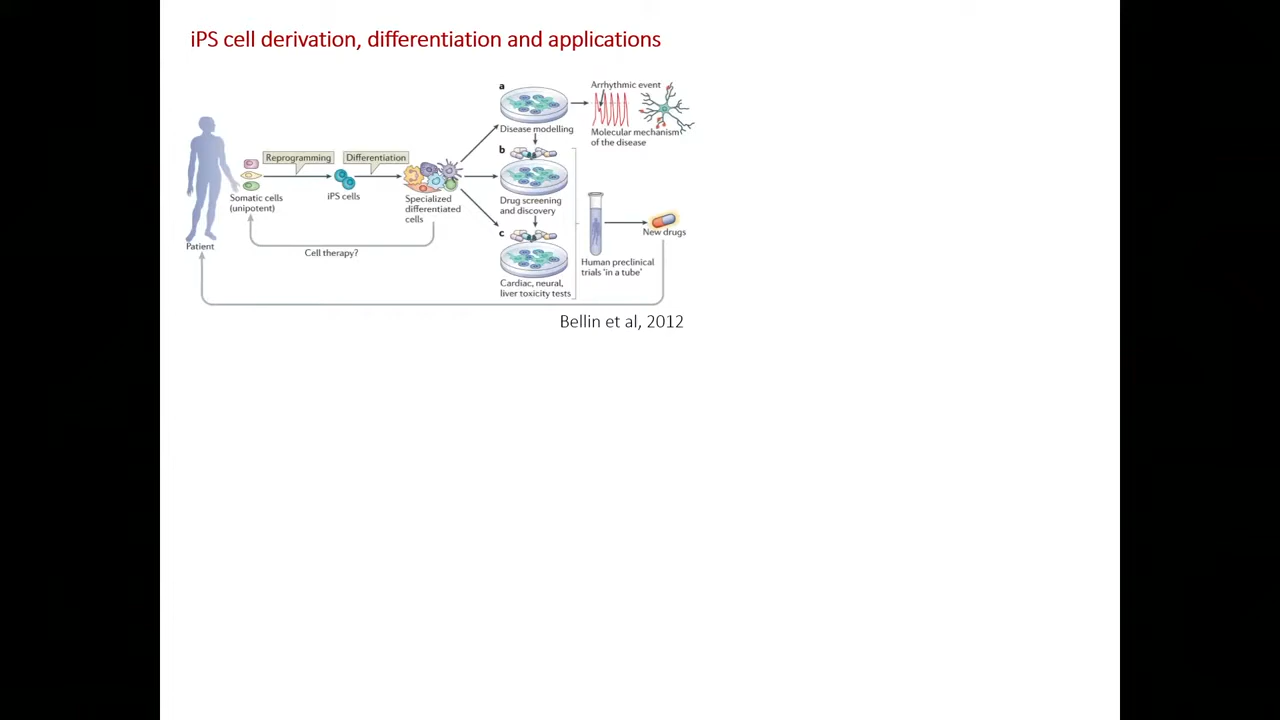 iPS cell derivation, differentiation and applications
a
Arrhythmic event
Disease modelling
Molecular mechanism
of the disease
b
Reprogramming
Differentiation
Somatic cells
(unipotent)
iPS cells
Specialized
differentiated
cells
Drug screening
and discovery
Patient
Cell therapy?
c
New drugs
Human preclinical
trials 'in a tube'
Cardiac, neural,
liver toxicity tests
Bellin et al, 2012